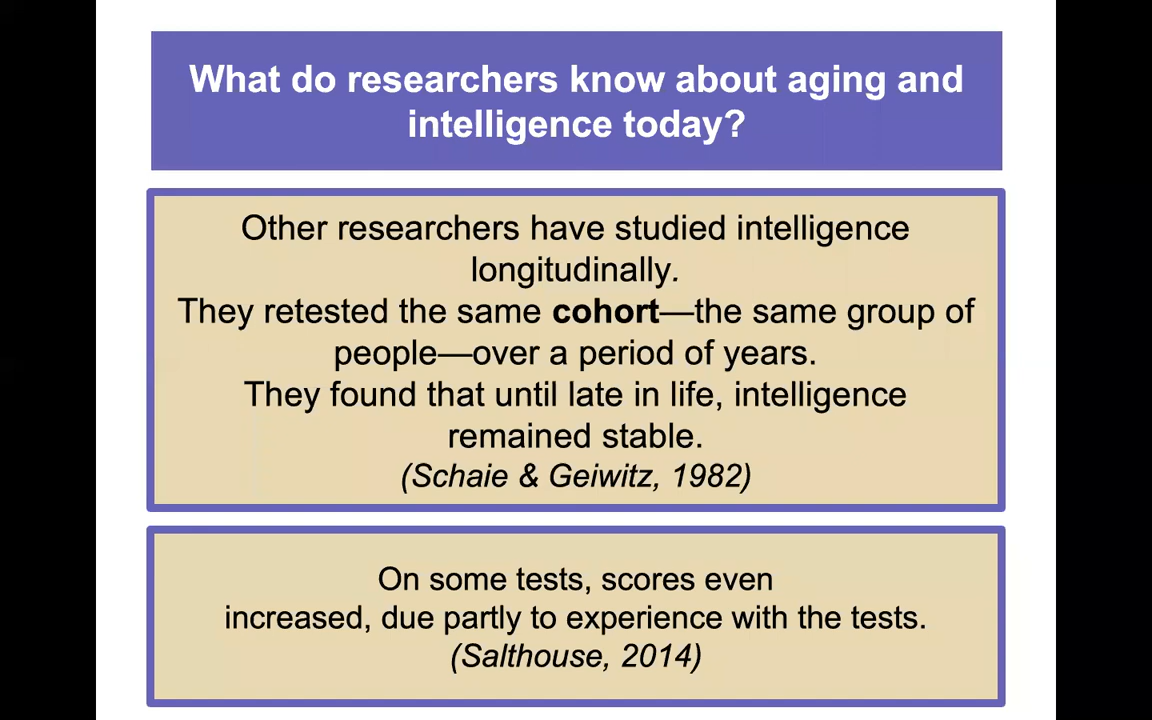 What do researchers know about aging and
intelligence today?
Other researchers have studied intelligence
longitudinally.
They retested the same cohort—the same group of
people—over a period of years.
They found that until late in life, intelligence
remained stable.
(Schaie & Geiwitz, 1982)
On some tests, scores even
increased, due partly to experience with the tests.
(Salthouse, 2014)